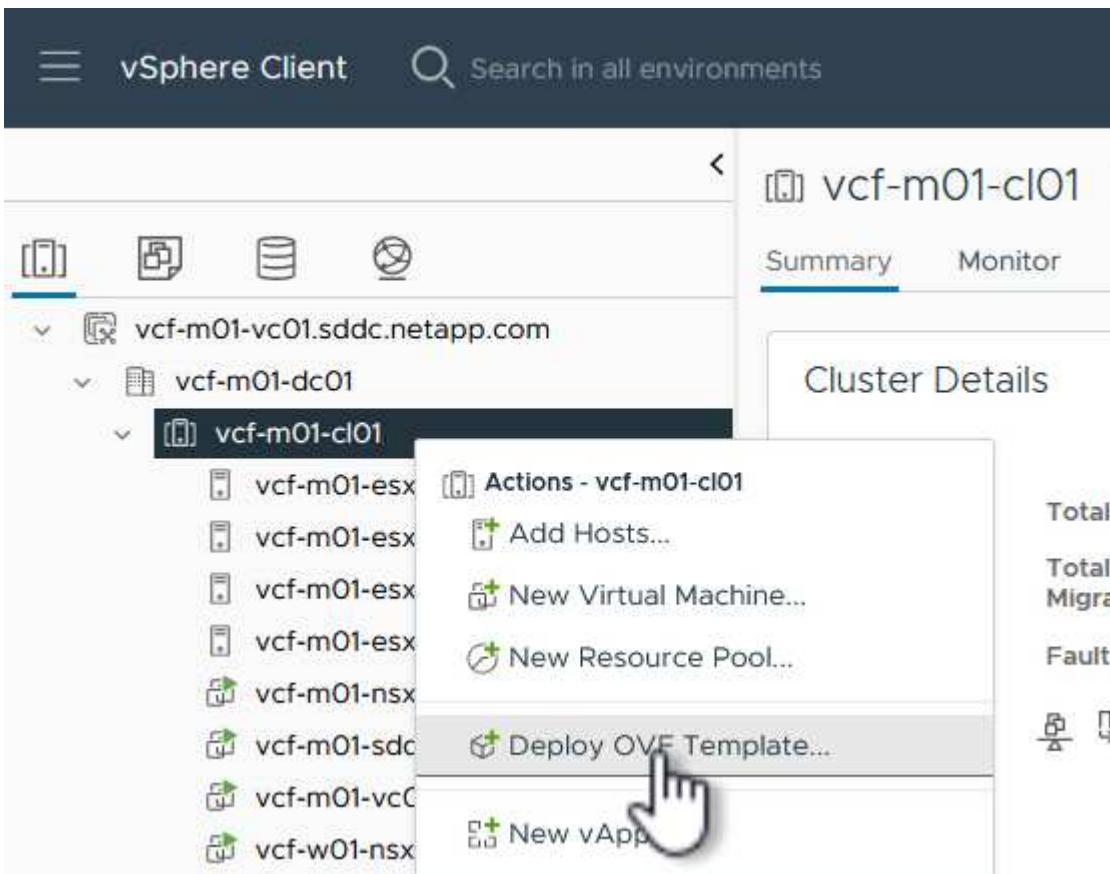 vSphere Client
Search in all environments
vcf-m01-cl01
Summary Monitor
vcf-m01-vc01.sddc.netapp.com
vcf-m01-dc01
vcf-m01-cl01
Cluster Details
vcf-m01-esx
Actions - vcf-m01-cl01
vcf-m01-esx
Add Hosts...
Total
vcf-m01-esx
New Virtual Machine...
Total
Migra
vcf-m01-esx
New Resource Pool...
Fault
vcf-m01-nsx
vcf-m01-sdd
Deploy OVF Template...
vcf-m01-vc0
vcf-w01-nsx
New vApp